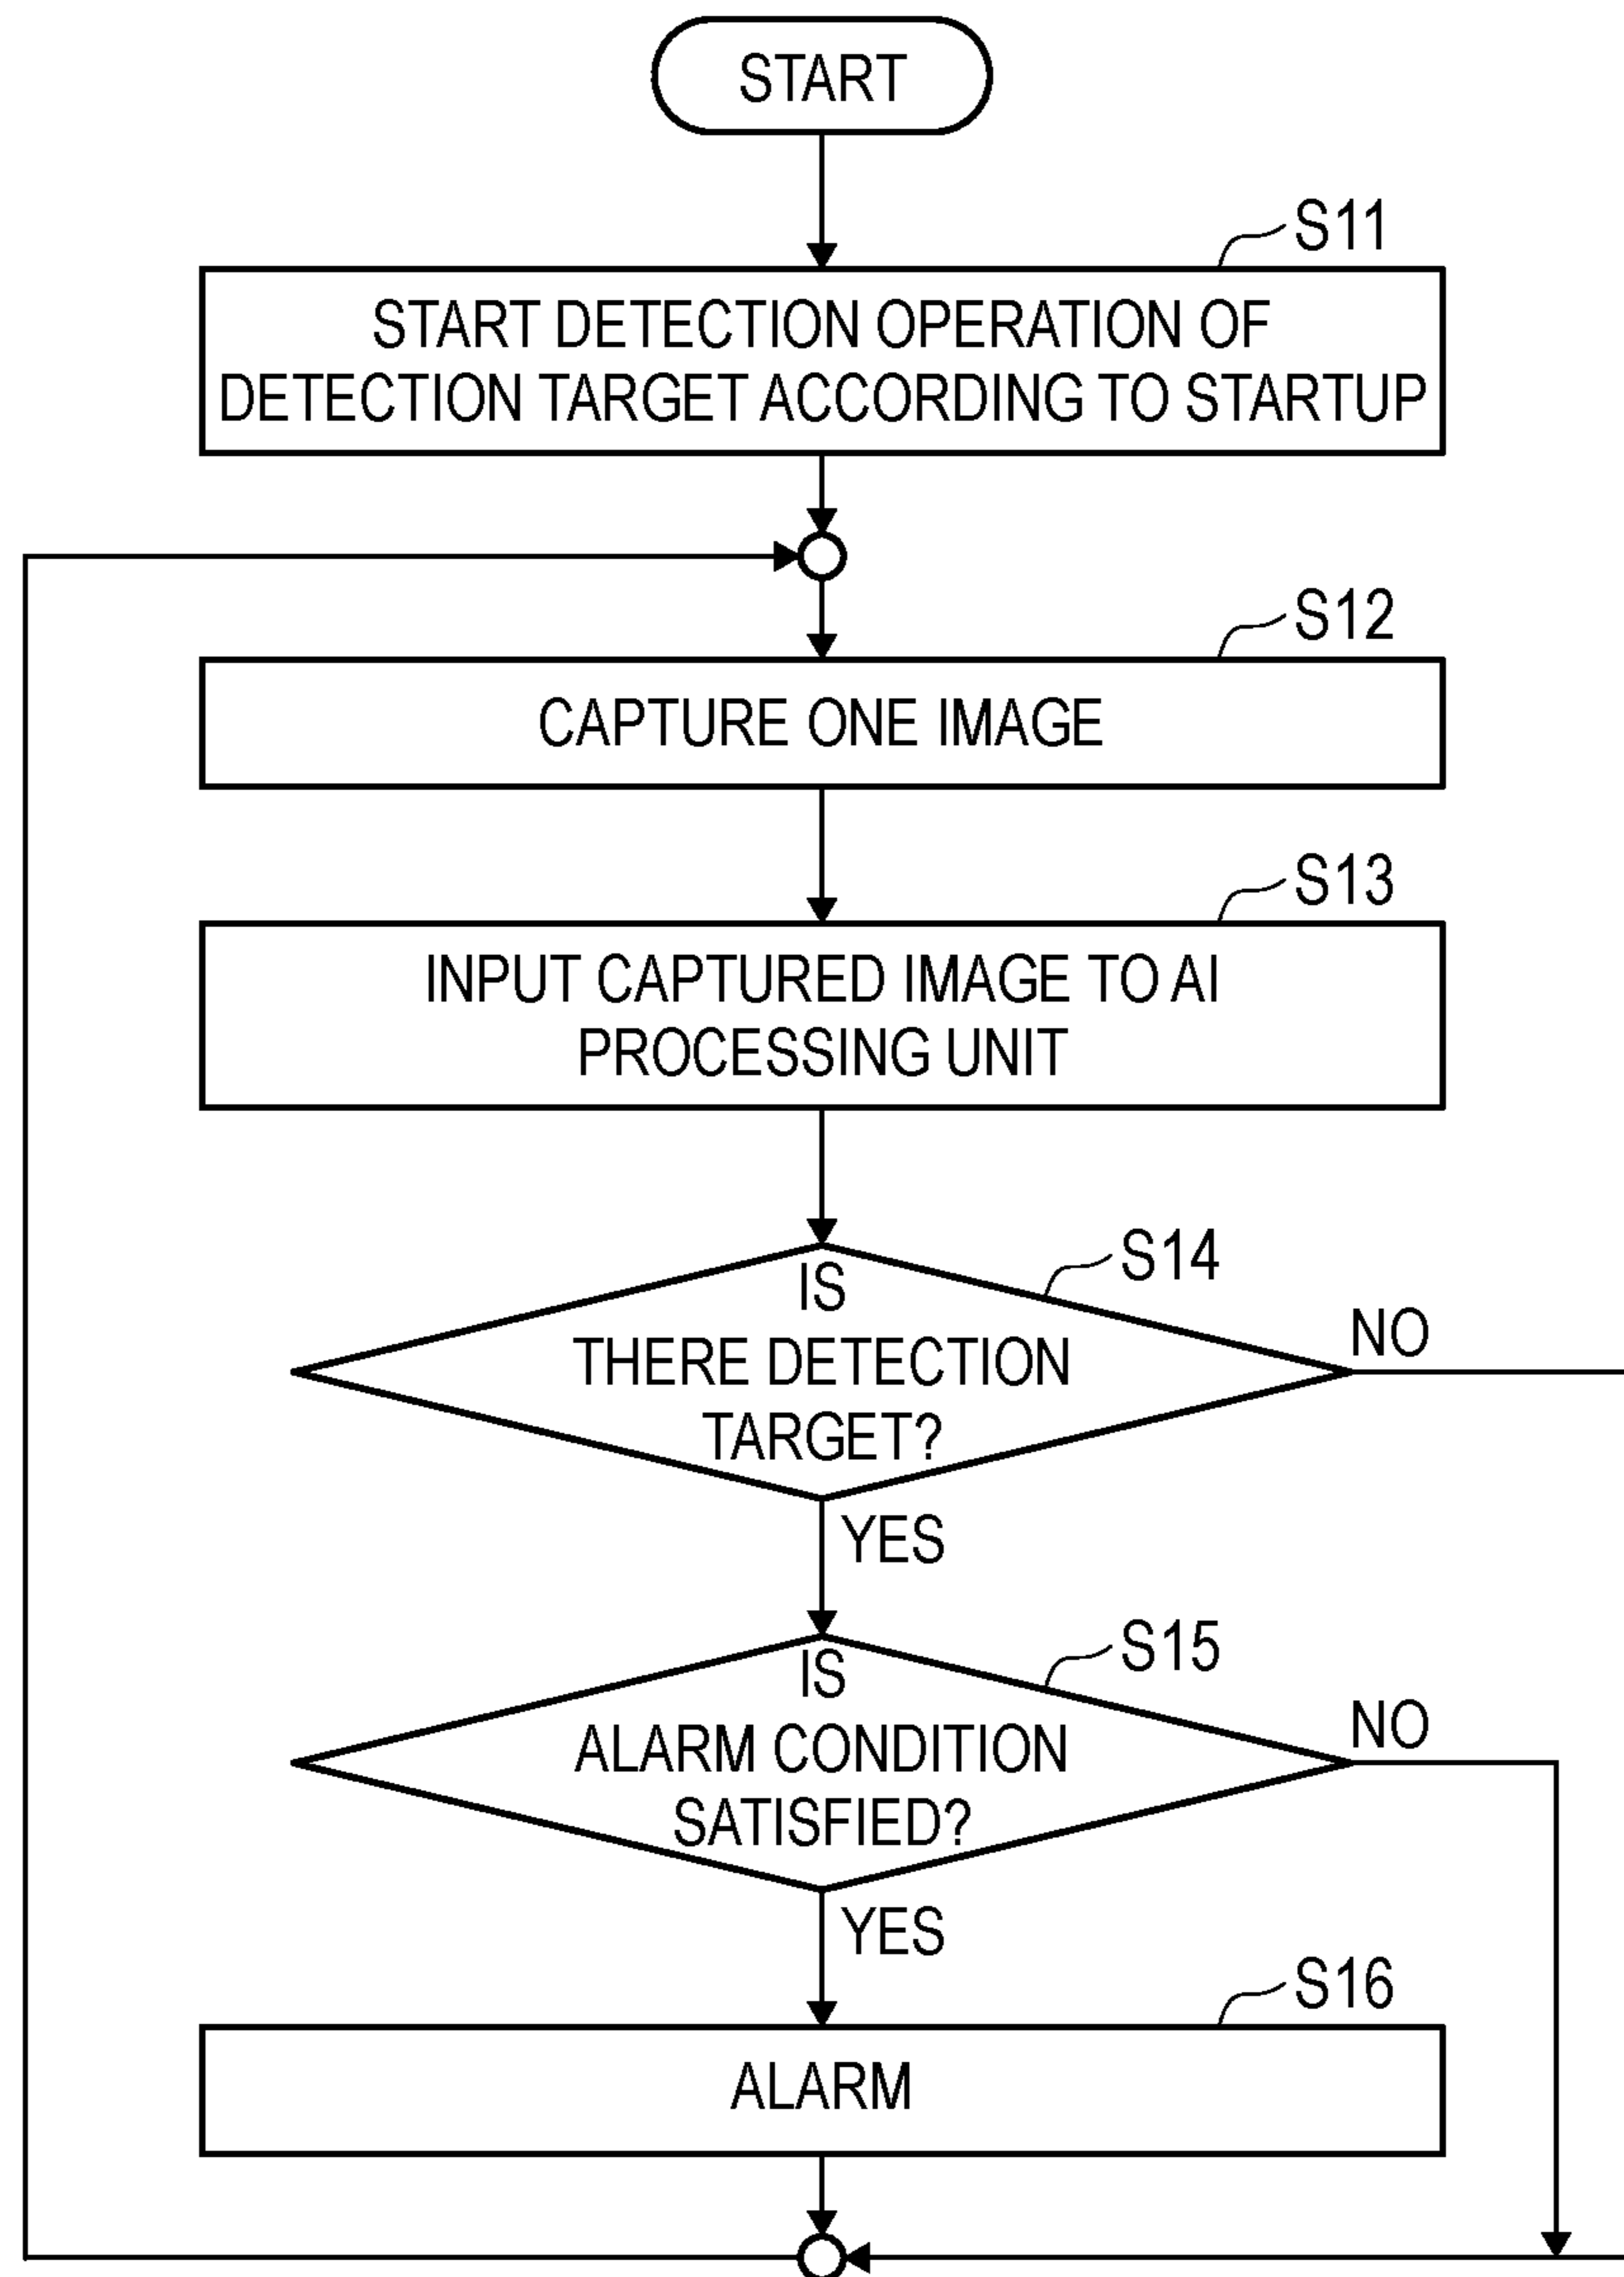 START
S11
START DETECTION OPERATION OF
DETECTION TARGET ACCORDING TO STARTUP
S12
CAPTURE ONE IMAGE
S13
INPUT CAPTURED IMAGE TO AI
PROCESSING UNIT
S14
IS
THERE DETECTION
TARGET?
NO
YES
S15
IS
ALARM CONDITION
SATISFIED?
NO
YES
S16
ALARM